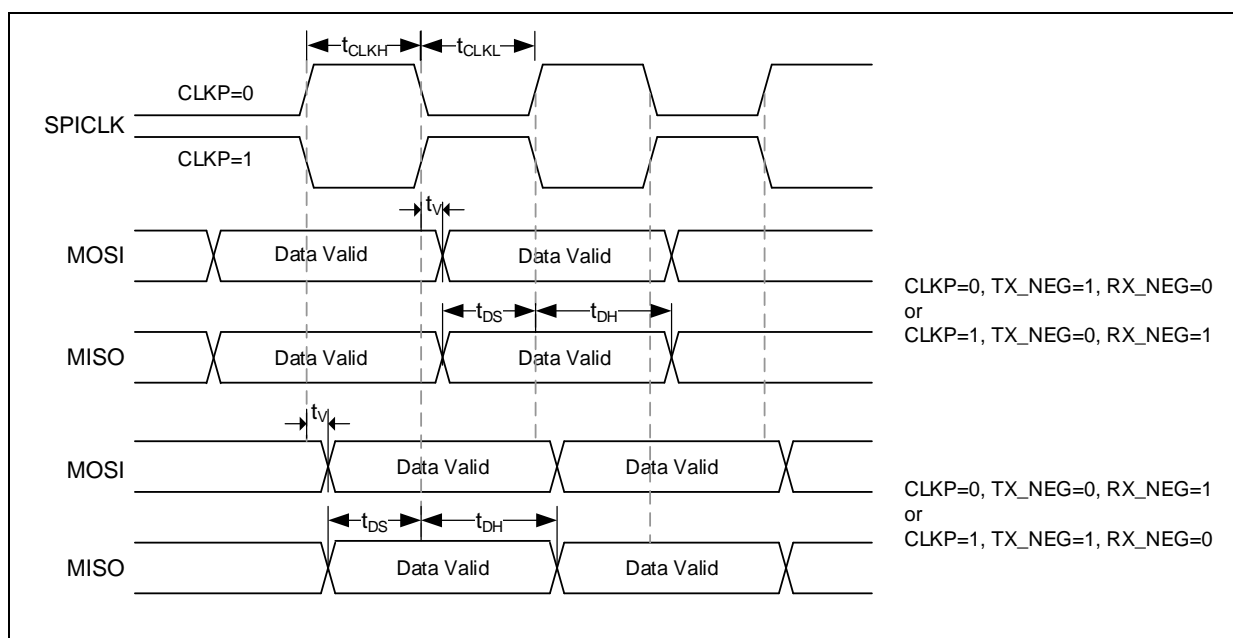 tCLKH tCLKL
CLKP=0
SPICLK
CLKP=1
tV
MOSI Data Valid Data Valid
CLKP=0, TX_NEG=1, RX_NEG=0
or
CLKP=1, TX_NEG=0, RX_NEG=1
tDS tDH
MISO Data Valid Data Valid
tV
MOSI Data Valid Data Valid
CLKP=0, TX_NEG=0, RX_NEG=1
or
CLKP=1, TX_NEG=1, RX_NEG=0
tDS tDH
MISO Data Valid Data Valid